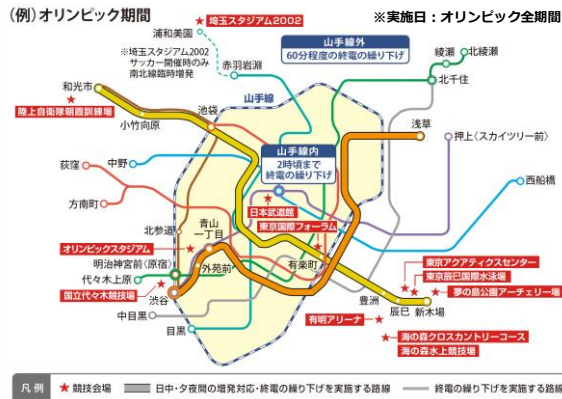 (例)オリンピック期間
※実施日：オリンピック全期間
★埼玉スタジアム2002
浦和美園
※埼玉スタジアム2002
サッカー開催時のみ
南北線臨時増発
赤羽岩淵
山手線外
60分程度の終電の繰り下げ
綾瀬
北綾瀬
北千住
和光市
陸上自衛隊朝霞訓練場
小竹向原
池袋
山手線
浅草
押上〈スカイツリー前〉
山手線内
2時頃まで
終電の繰り下げ
荻窪
中野
西船橋
方南町
日本武道館
東京国際フォーラム
北参道
青山
一丁目
オリンピックスタジアム
明治神宮前〈原宿〉
外苑前
有楽町
代々木上原
国立代々木競技場
渋谷
中目黒
目黒
豊洲
辰巳
新木場
東京アクアティクスセンター
東京辰巳国際水泳場
夢の島公園アーチェリー場
有明アリーナ
海の森クロスカントリーコース
海の森水上競技場
凡例
★ 競技会場
日中・夕夜間の増発対応・終電の繰り下げを実施する路線
終電の繰り下げを実施する路線